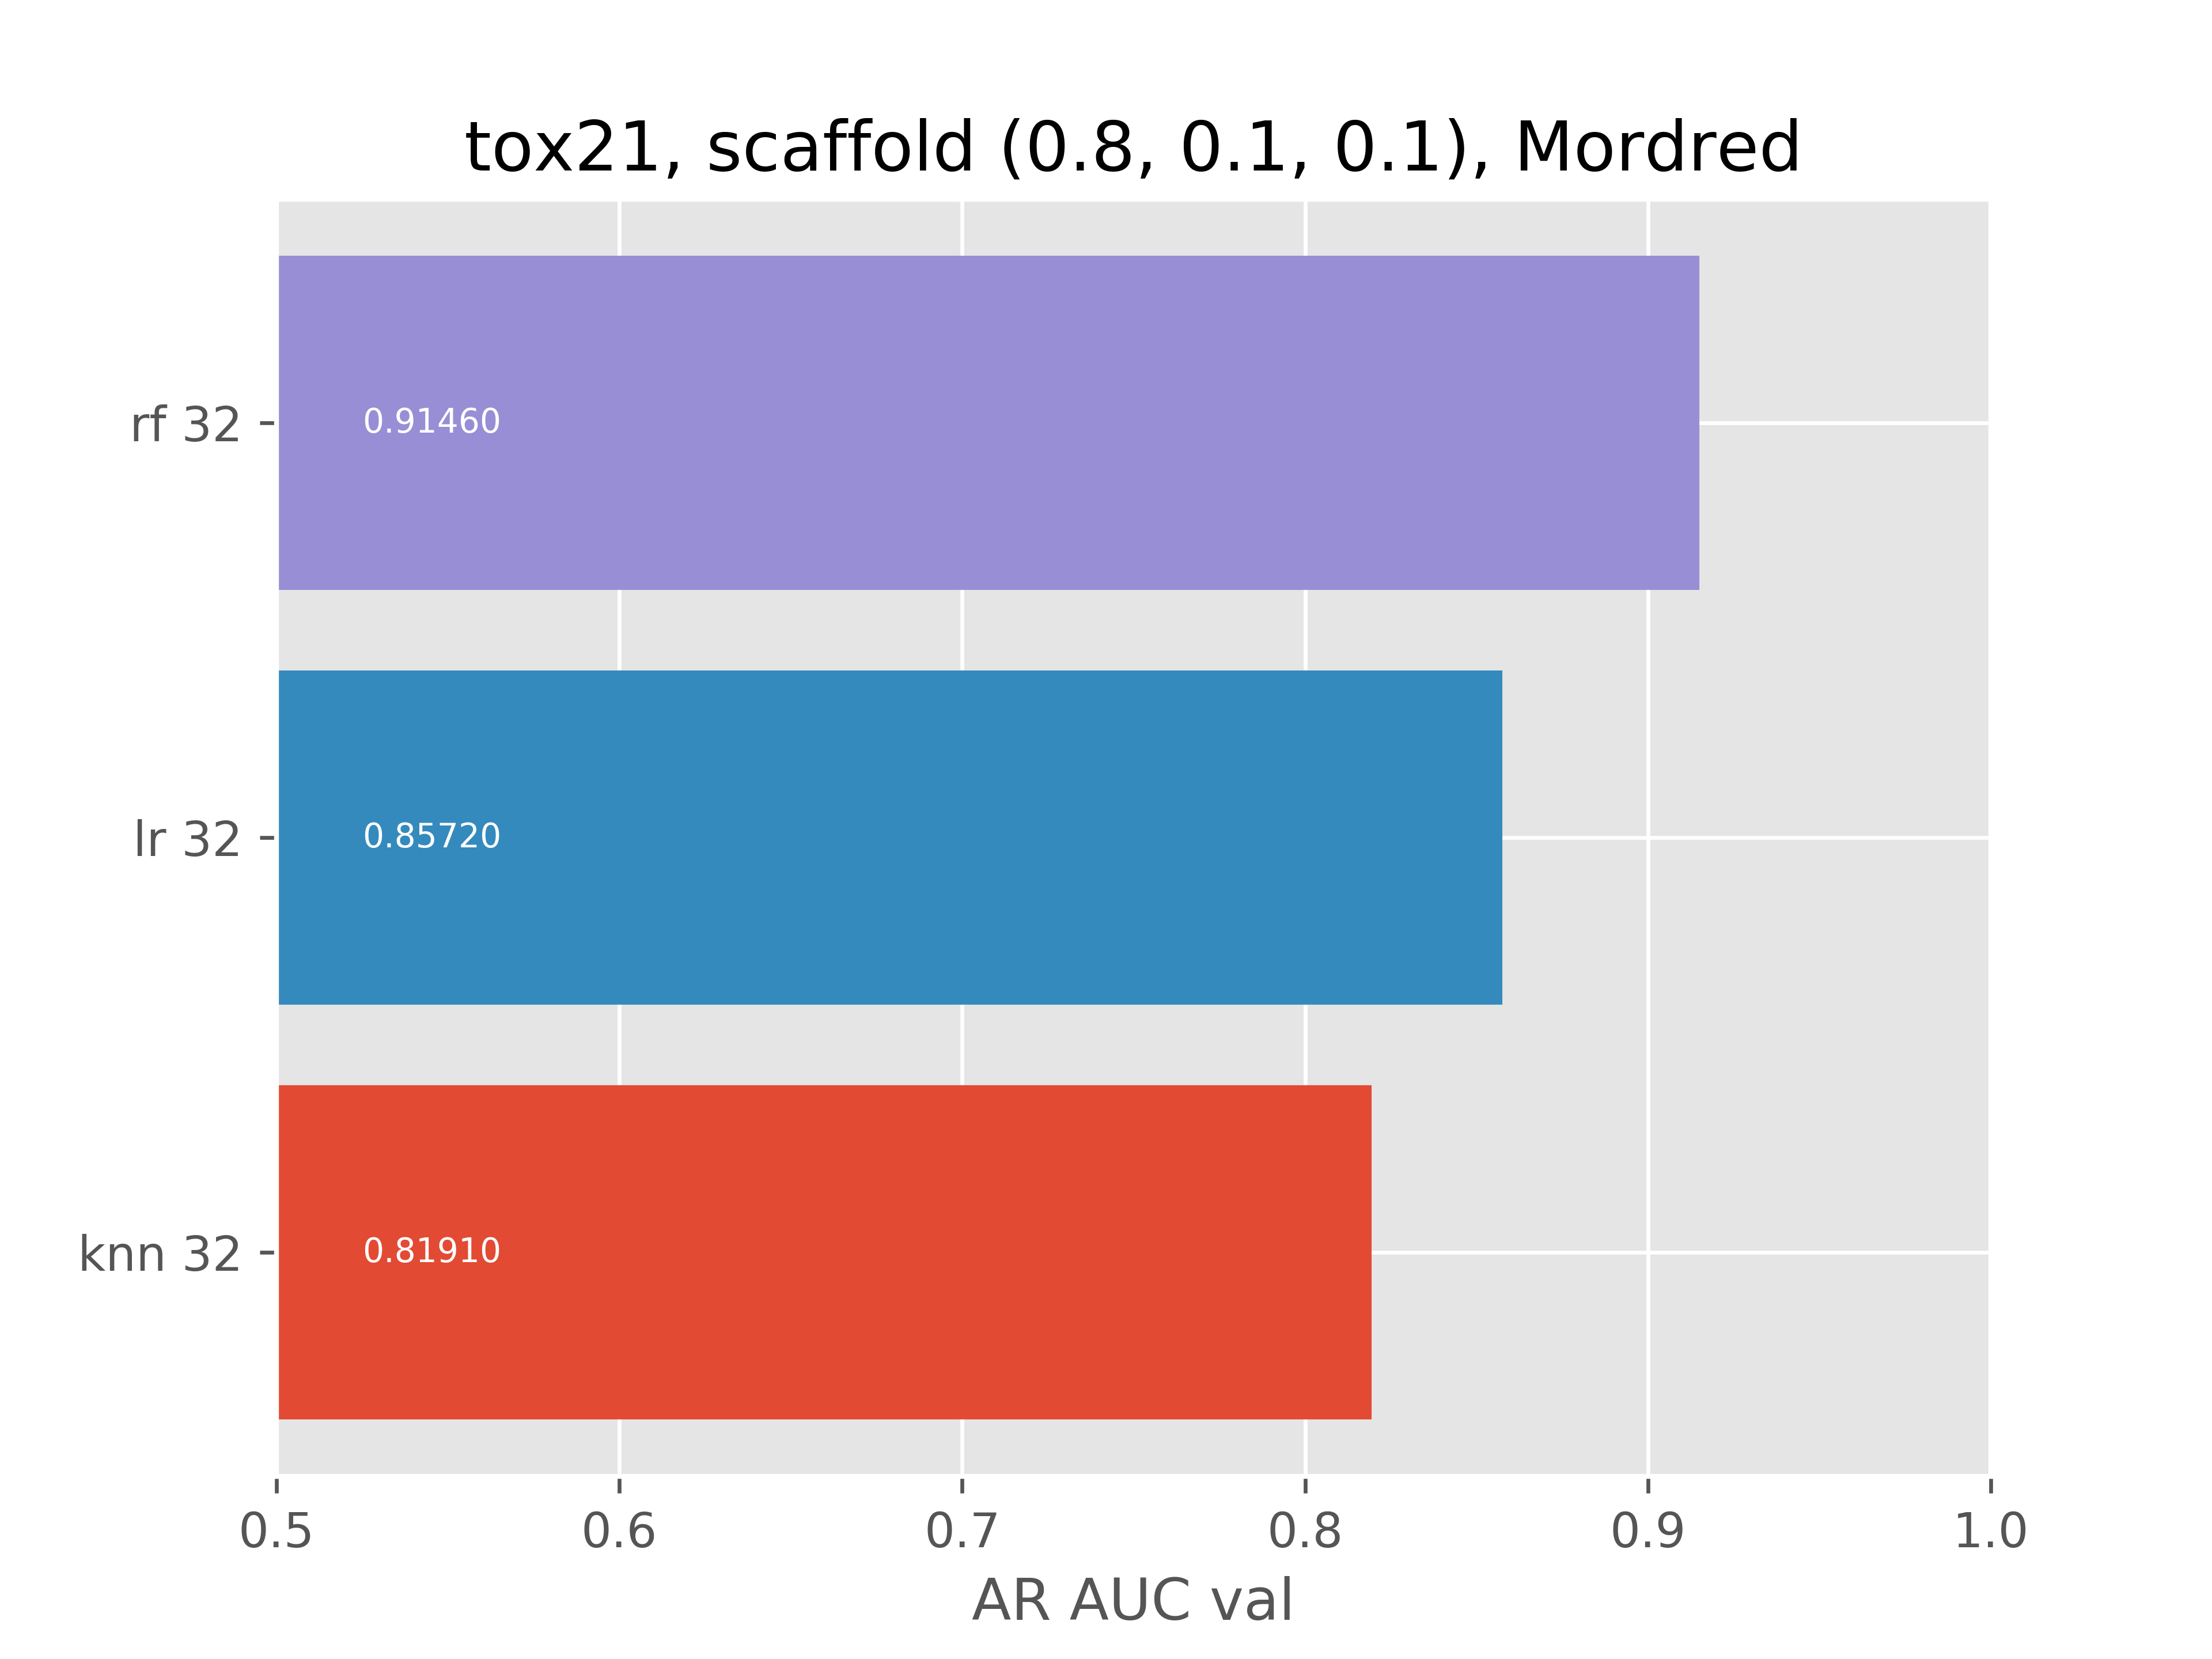 tox21, scaffold (0.8, 0.1, 0.1), Mordred
rf 32
0.91460
lr 32
0.85720
knn 32
0.81910
0.5 0.6 0.7 0.8 0.9 1.0
AR AUC val